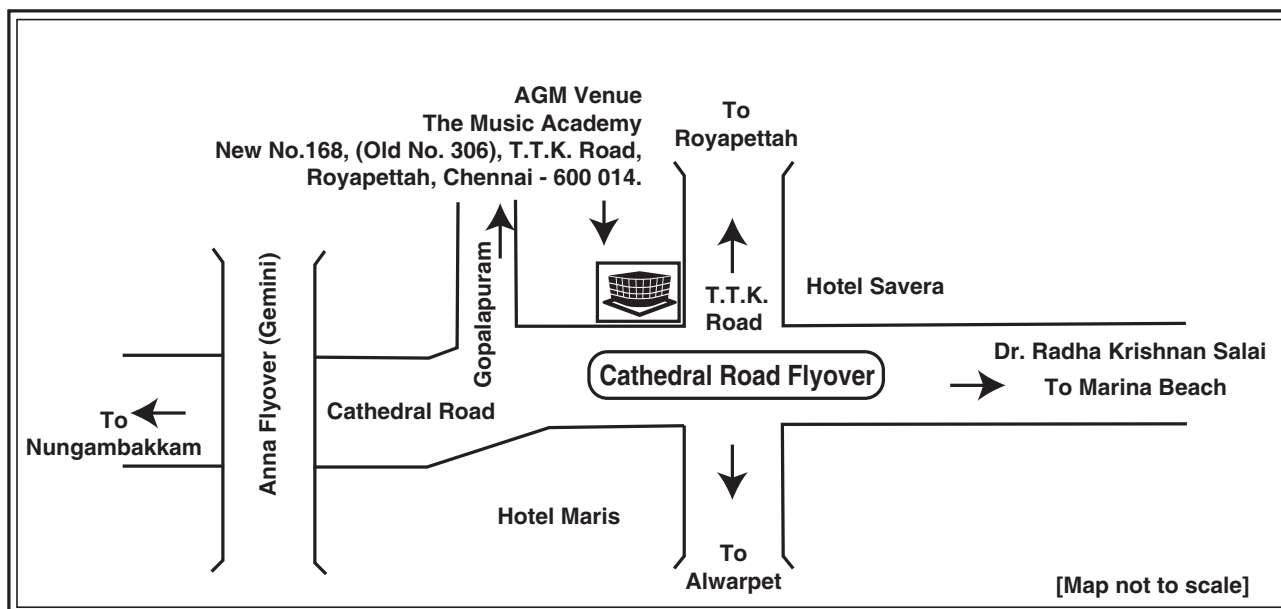 AGM Venue
The Music Academy
New No.168, (Old No. 306), T.T.K. Road,
Royapettah, Chennai - 600 014.
To
Royapettah
Anna Flyover (Gemini)
Gopalapuram
T.T.K.
Road
Hotel Savera
Cathedral Road Flyover
Dr. Radha Krishnan Salai
To Marina Beach
Cathedral Road
To
Nungambakkam
Hotel Maris
To
Alwarpet
[Map not to scale]